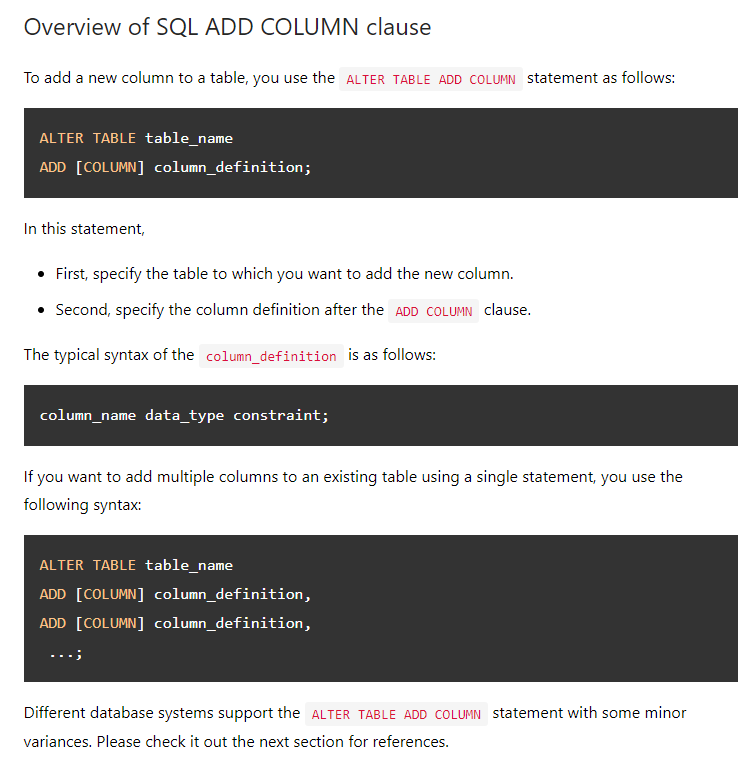 Overview of SQL ADD COLUMN clause
To add a new column to a table, you use the ALTER TABLE ADD COLUMN statement as follows:
ALTER TABLE table_name
ADD [COLUMN] column_definition;
In this statement,
• First, specify the table to which you want to add the new column.
• Second, specify the column definition after the ADD COLUMN clause.
The typical syntax of the column_definition is as follows:
column_name data_type constraint;
If you want to add multiple columns to an existing table using a single statement, you use the
following syntax:
ALTER TABLE table_name
ADD [COLUMN] column_definition,
ADD [COLUMN] column_definition,
...;
Different database systems support the ALTER TABLE ADD COLUMN statement with some minor
variances. Please check it out the next section for references.